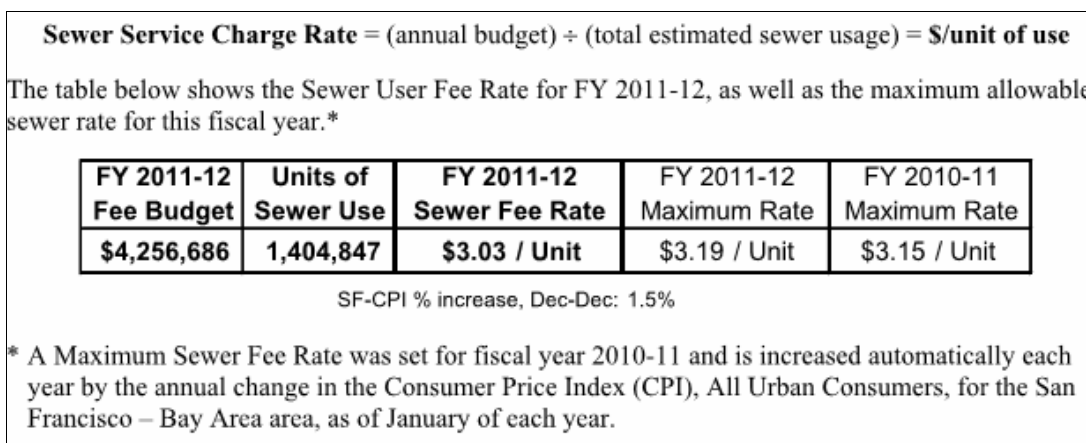 Sewer Service Charge Rate = (annual budget) ÷ (total estimated sewer usage) = $/unit of use
The table below shows the Sewer User Fee Rate for FY 2011-12, as well as the maximum allowable
sewer rate for this fiscal year.*
FY 2011-12 Units of FY 2011-12 FY 2011-12 FY 2010-11
Fee Budget Sewer Use Sewer Fee Rate Maximum Rate Maximum Rate
$4,256,686 1,404,847 $3.03 / Unit $3.19 / Unit $3.15 / Unit
SF-CPI % increase, Dec-Dec: 1.5%
* A Maximum Sewer Fee Rate was set for fiscal year 2010-11 and is increased automatically each
year by the annual change in the Consumer Price Index (CPI), All Urban Consumers, for the San
Francisco – Bay Area area, as of January of each year.